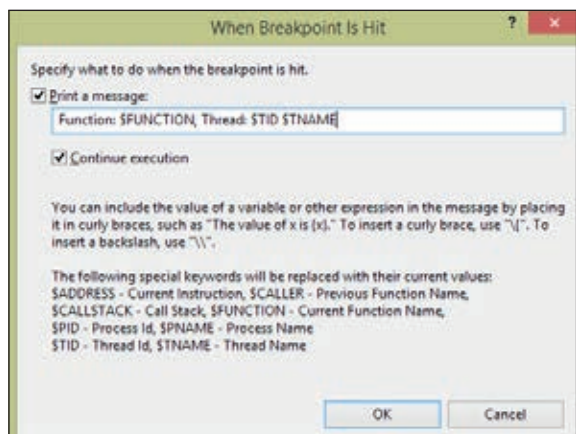 When Breakpoint Is Hit
?
Specify what to do when the breakpoint is hit.
Print a message:
Function: $FUNCTION, Thread: $TID $TNAME
Continue execution
You can include the value of a variable or other expression in the message by placing
it in curly braces, such as "The value of x is {x}." To insert a curly brace, use "\{". To
insert a backslash, use "\\".
The following special keywords will be replaced with their current values:
$ADDRESS - Current Instruction, $CALLER - Previous Function Name,
$CALLSTACK - Call Stack, $FUNCTION - Current Function Name,
$PID - Process Id, $PNAME - Process Name
$TID - Thread Id, $TNAME - Thread Name
OK Cancel